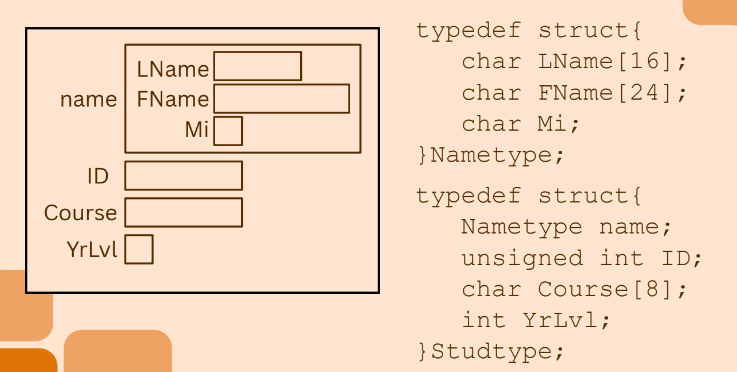 LName
name FName
Mi
ID
Course
YrLvl
typedef struct{
char LName[16];
char FName[24];
char Mi;
}Nametype;
typedef struct{
Nametype name;
unsigned int ID;
char Course[8];
int YrLvl;
}Studtype;